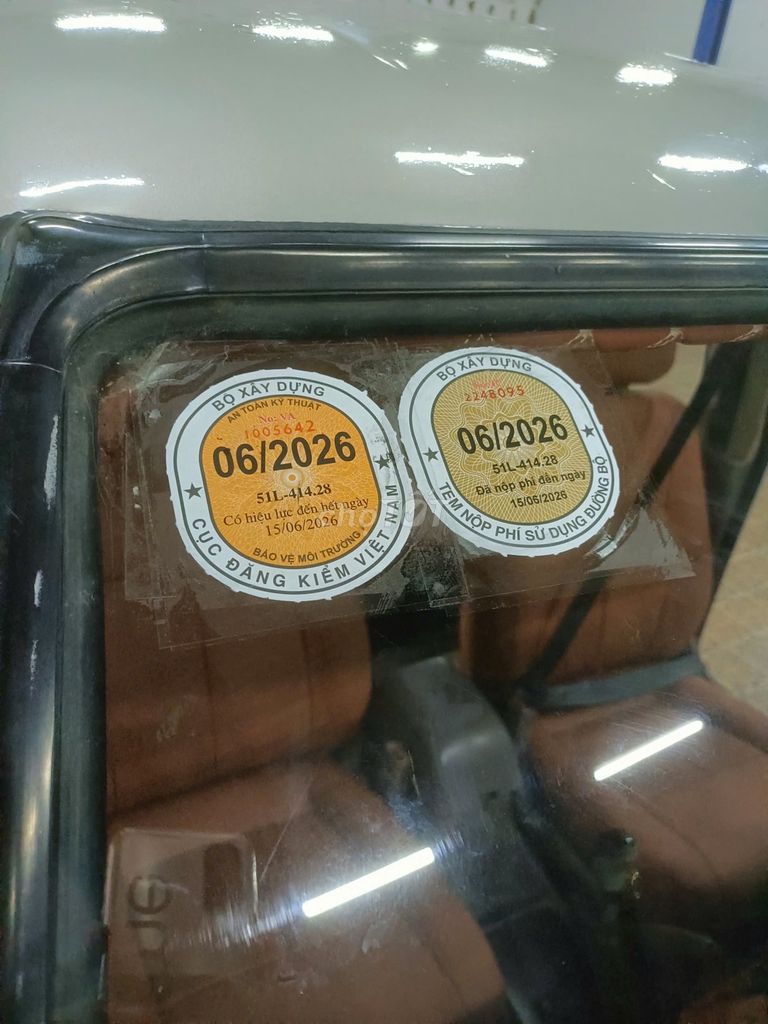 BỘ XÂY DỰNG
AN TOÀN KỸ THUẬT
No: VA
1005642
06/2026
51L-414.28
Có hiệu lực đến hết ngày
15/06/2026
BẢO VỆ MÔI TRƯỜNG
CỤC ĐĂNG KIỂM VIỆT NAM
BỘ XÂY DỰNG
2248095
06/2026
51L-414.28
Đã nộp phí đến ngày
15/06/2026
TEM NỘP PHÍ SỬ DỤNG ĐƯỜNG BỘ